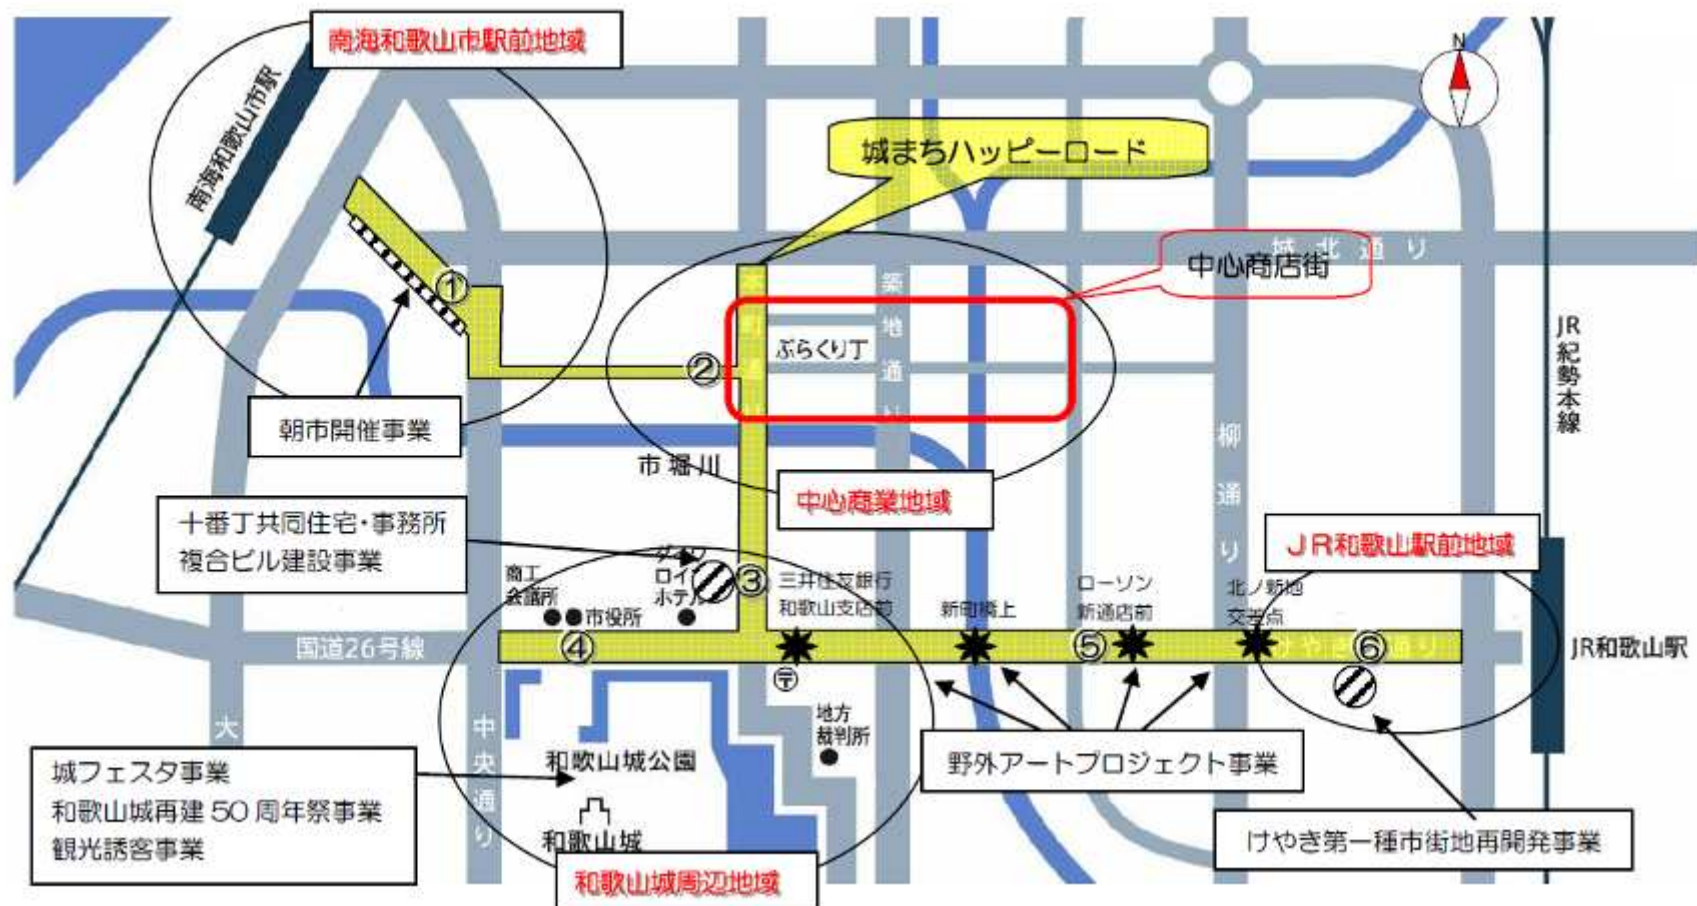 南海和歌山市駅前地域
N
南海和歌山市駅
城まちハッピーロード
城北通り
中心商店街
①
築地通り
ぶらくり丁
②
JR紀勢本線
朝市開催事業
市堀川
柳通り
中心商業地域
十番丁共同住宅・事務所
複合ビル建設事業
JR和歌山駅前地域
商工
会議所
ロイ
ホテル
③
三井住友銀行
和歌山支店前
ローソン
新通店前
北ノ新地
交差点
新町橋上
市役所
国道26号線
④
⑤
けやき通り
⑥
JR和歌山駅
〒
大
中央通り
地方
裁判所
城フェスタ事業
和歌山城再建50周年祭事業
観光誘客事業
和歌山城公園
野外アートプロジェクト事業
和歌山城
けやき第一種市街地再開発事業
和歌山城周辺地域